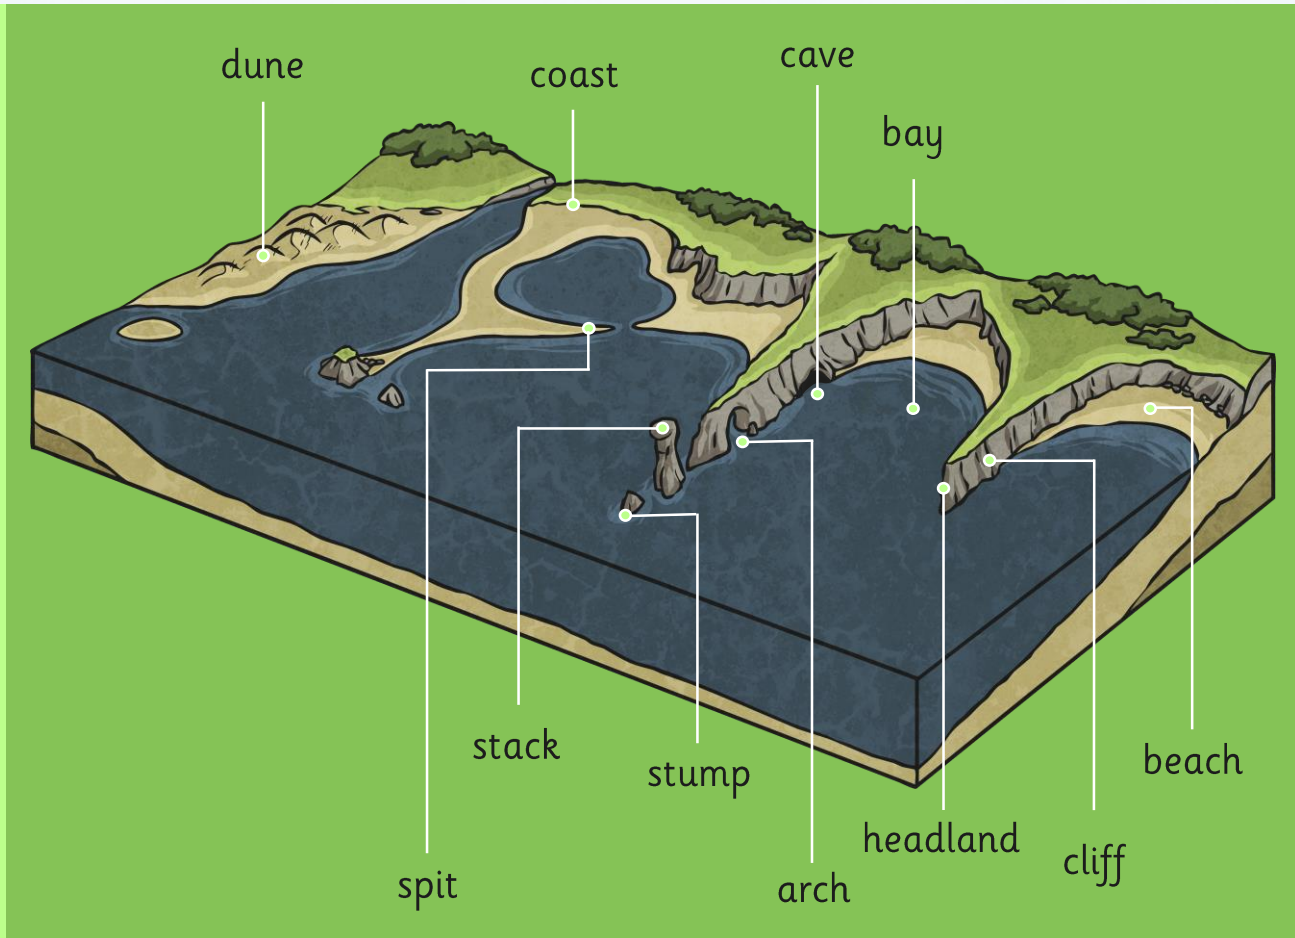 cave
dune
coast
bay
stack
beach
stump
headland
cliff
spit
arch